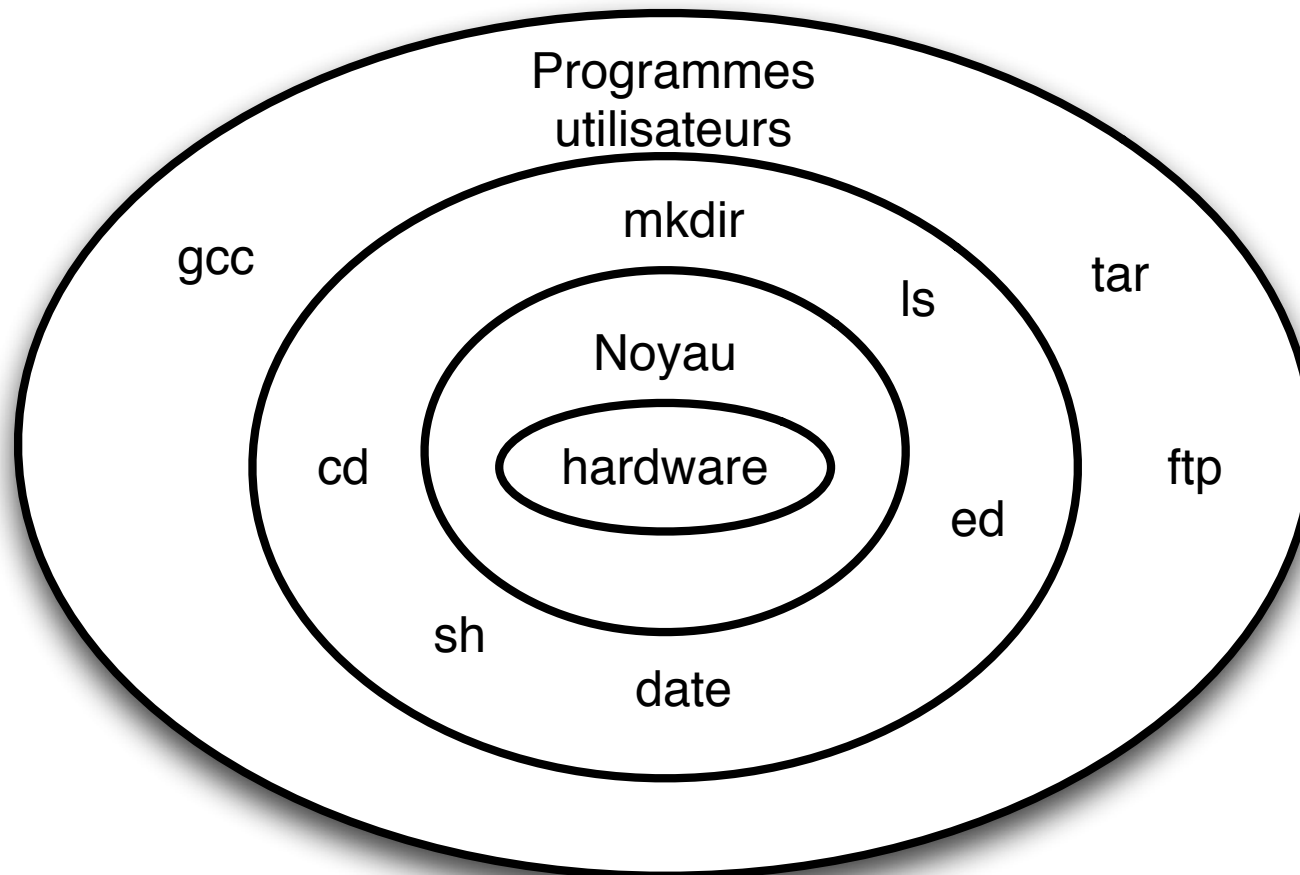 Programmes
utilisateurs
mkdir
gcc
tar
ls
Noyau
cd
hardware
ftp
ed
sh
date